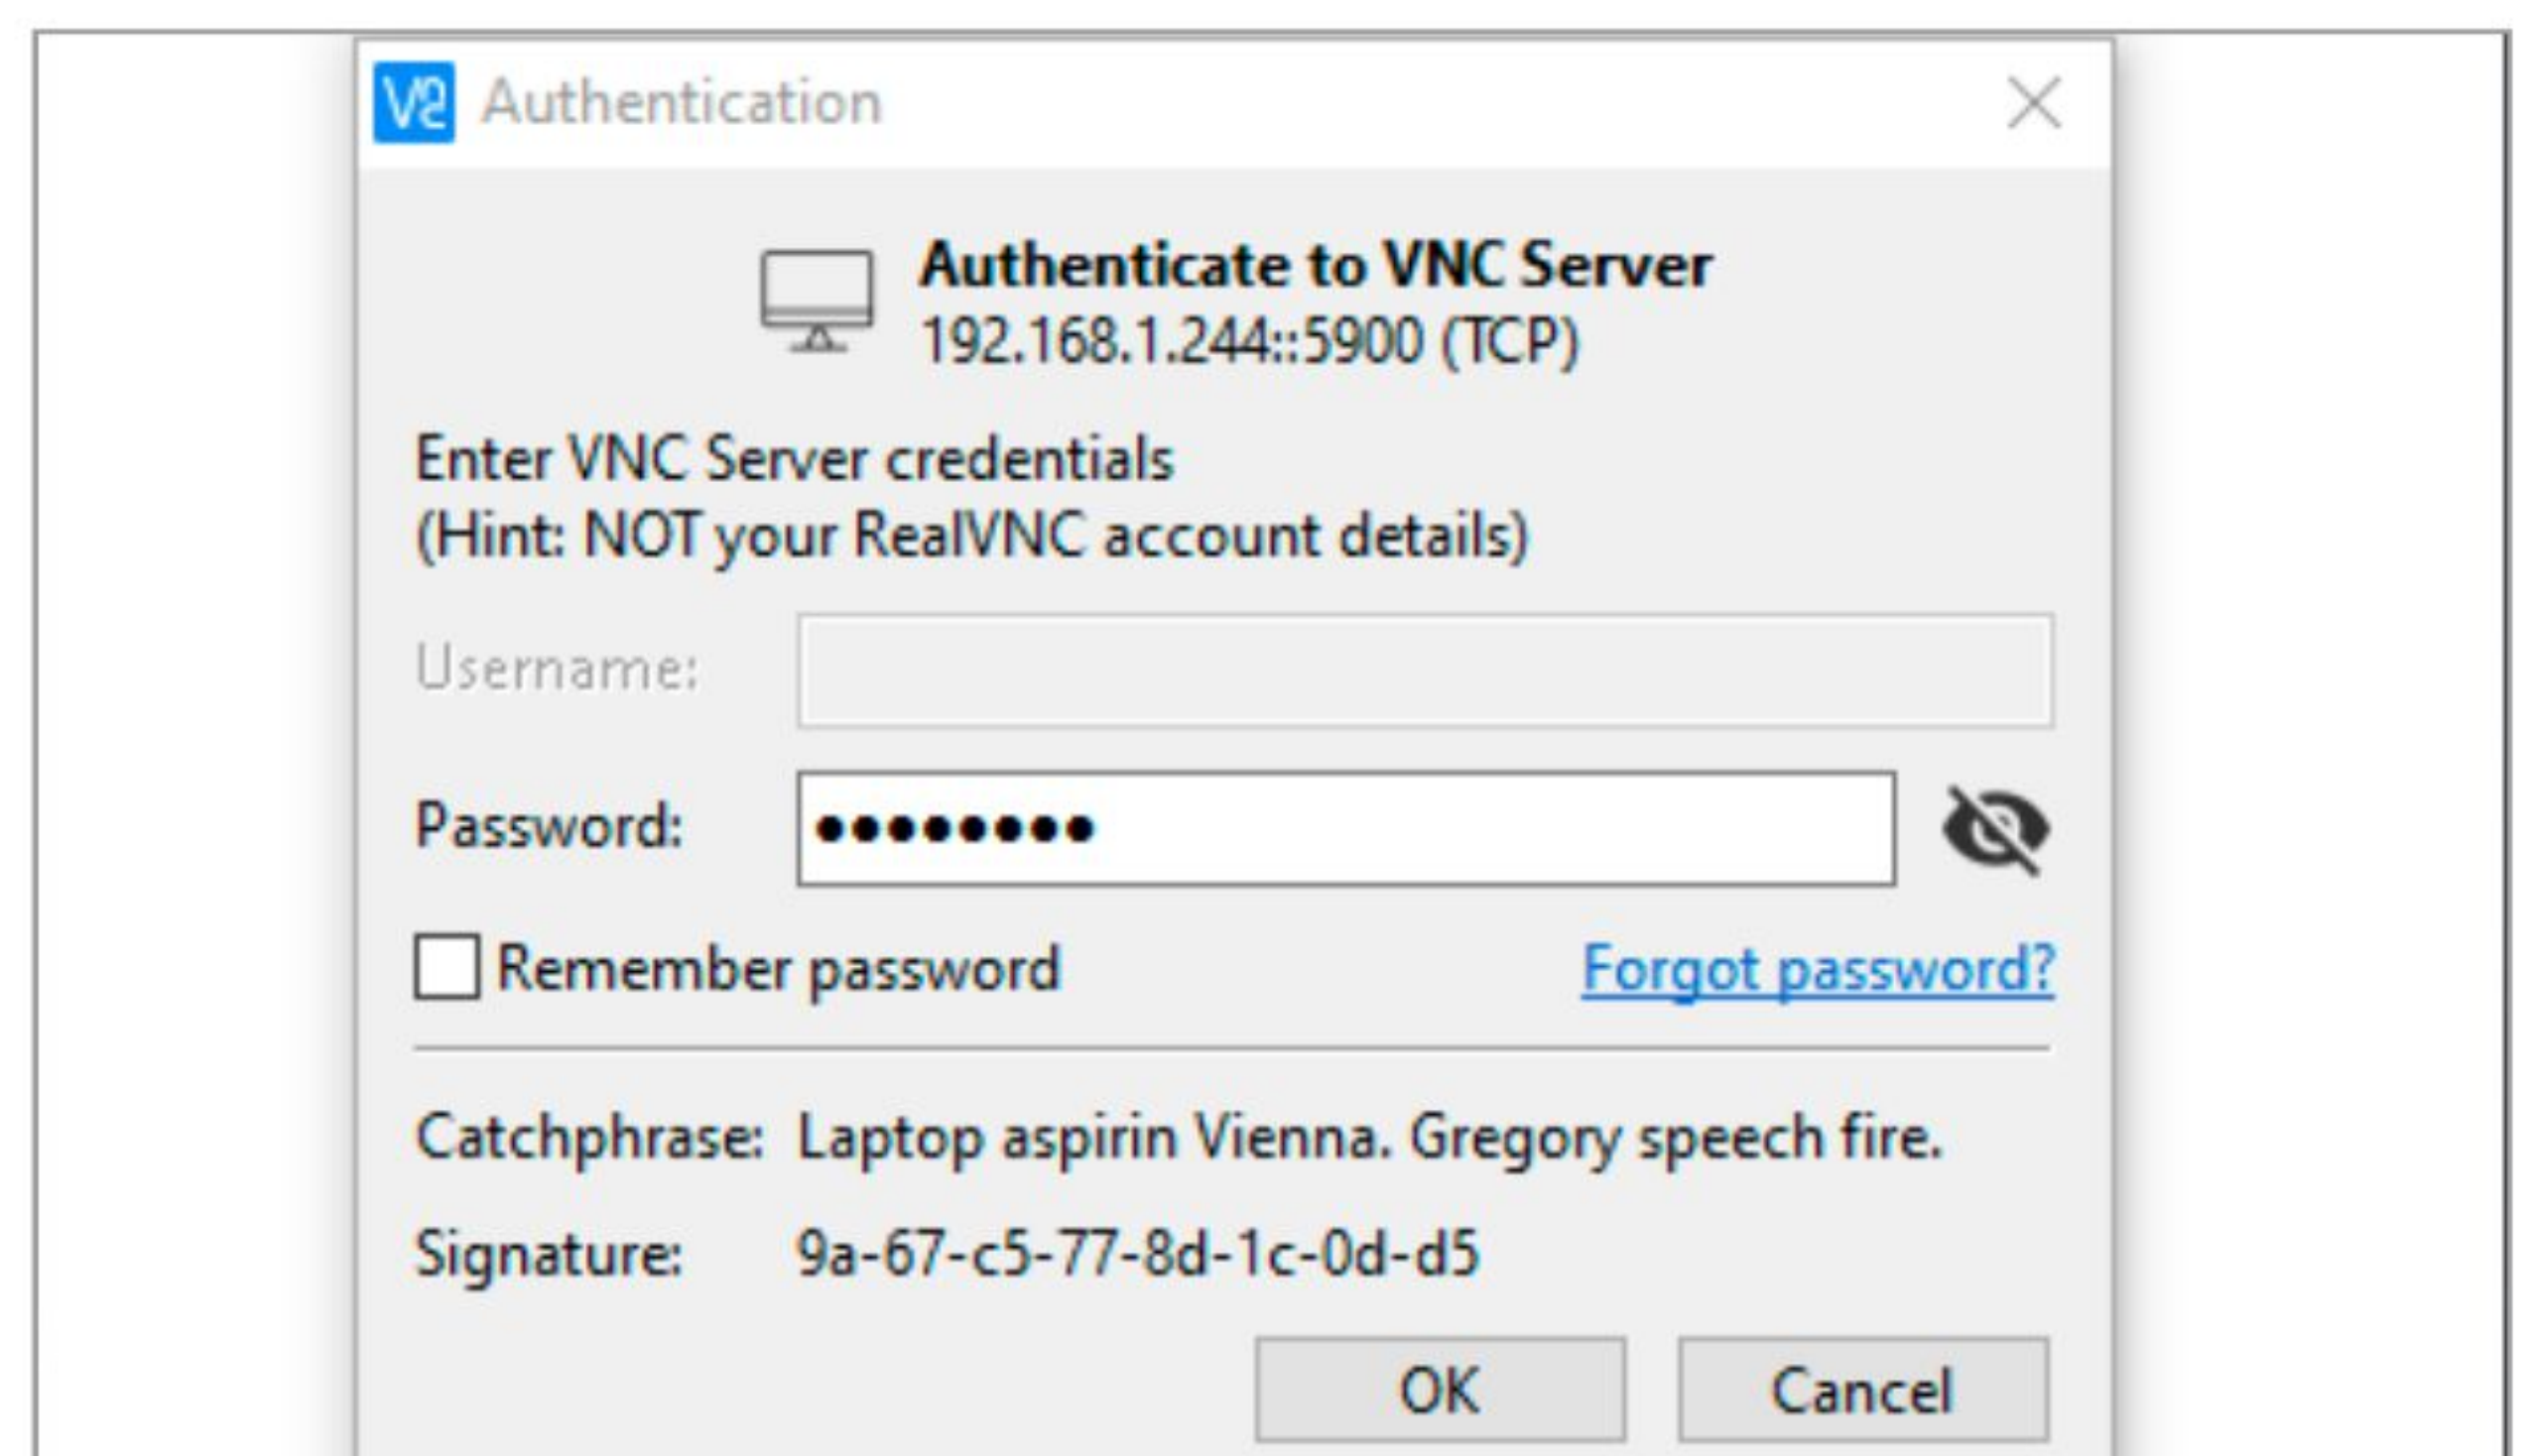 V2 Authentication
Authenticate to VNC Server
192.168.1.244::5900 (TCP)
Enter VNC Server credentials
(Hint: NOT your RealVNC account details)
Username:
Password: ••••••••
Remember password Forgot password?
Catchphrase: Laptop aspirin Vienna. Gregory speech fire.
Signature: 9a-67-c5-77-8d-1c-0d-d5
OK Cancel